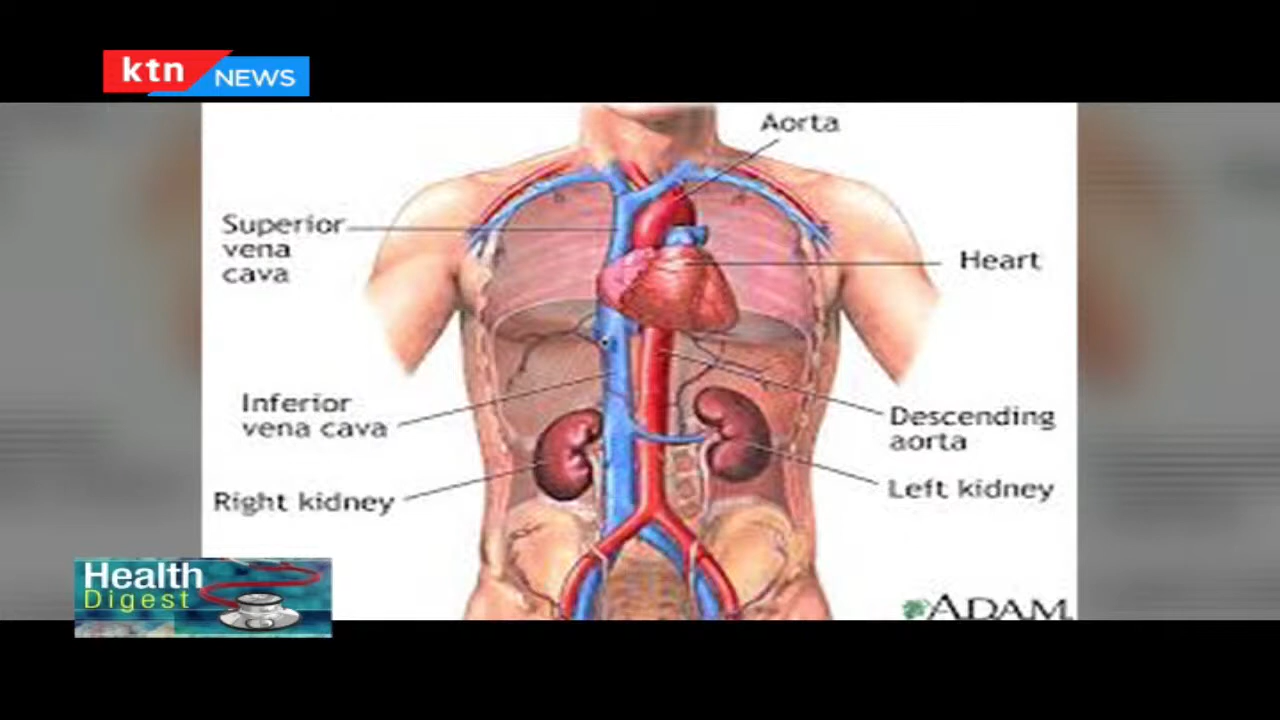 ktn NEWS
Aorta
Superior
vena
cava
Heart
Inferior
vena cava
Descending
aorta
Right kidney
Left kidney
Health
Digest
ADAM